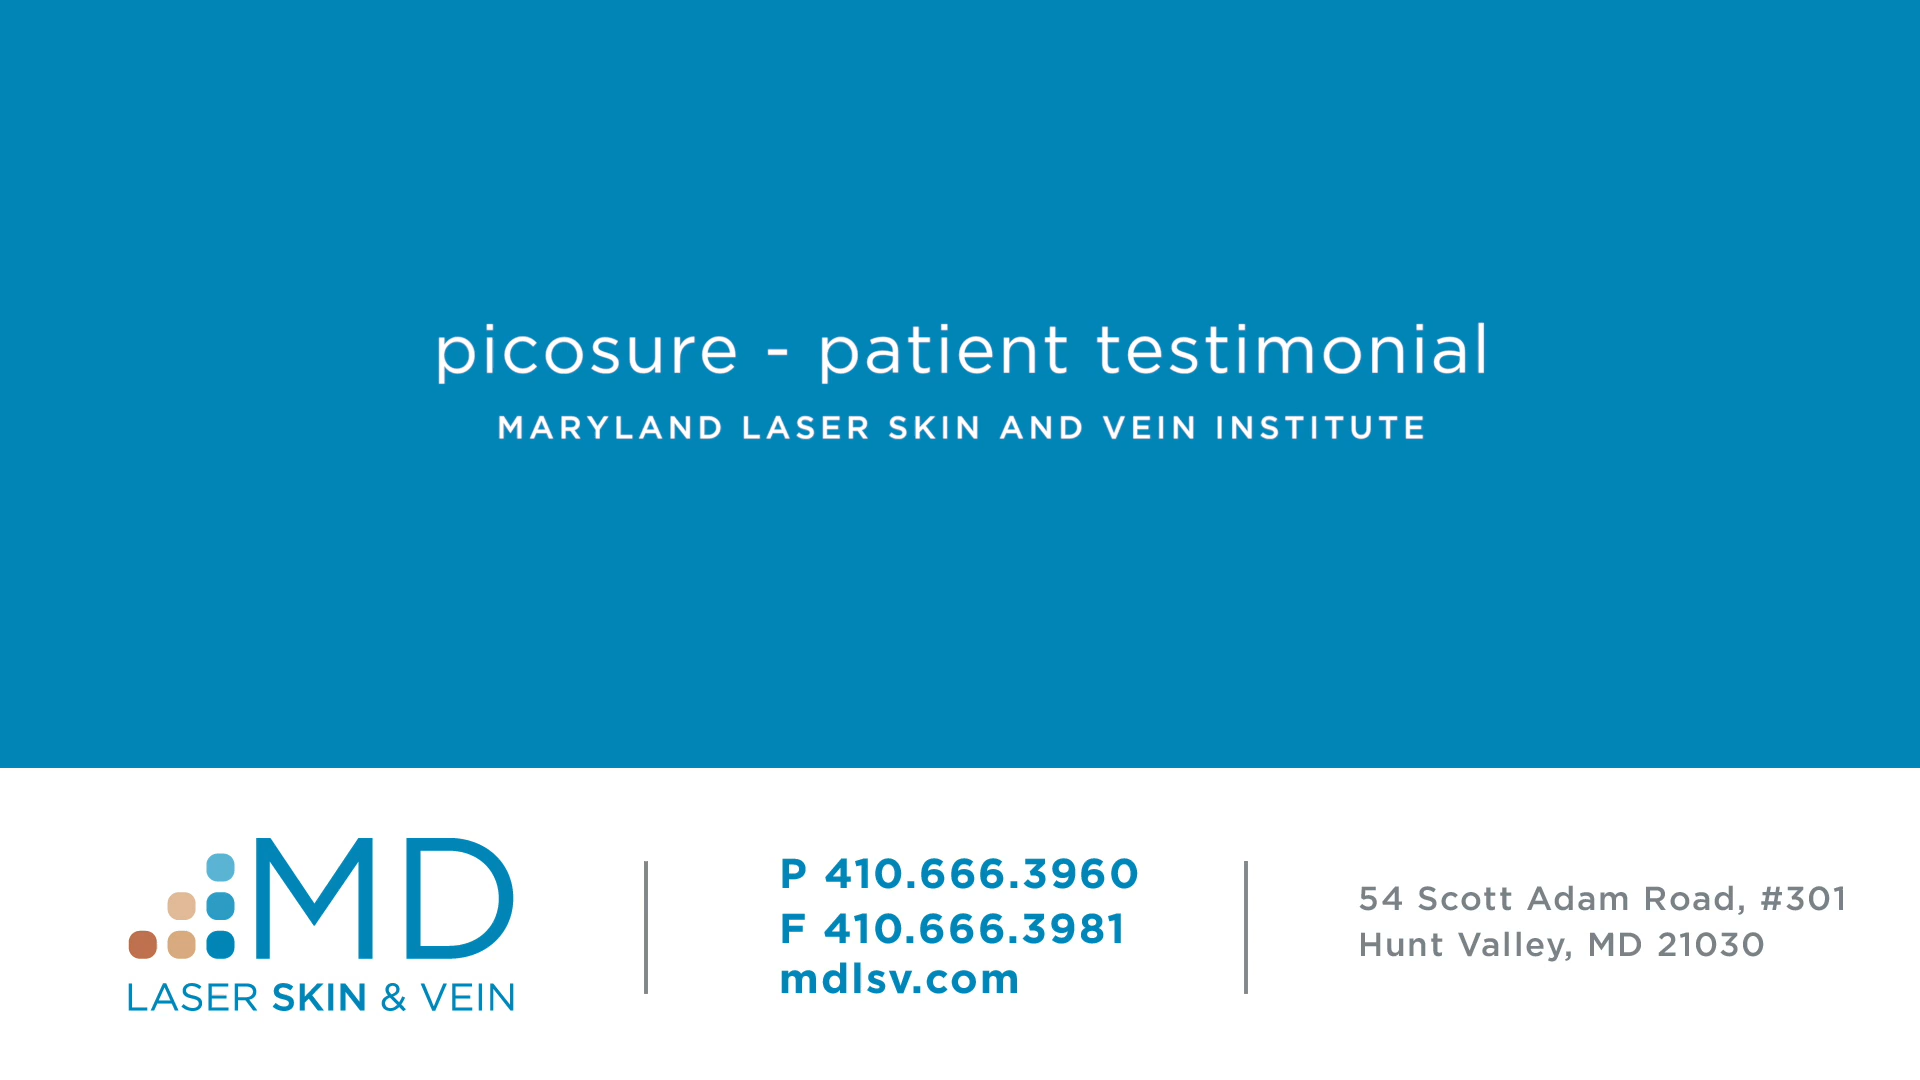 picosure - patient testimonial
MARYLAND LASER SKIN AND VEIN INSTITUTE
MD
LASER SKIN & VEIN
P 410.666.3960
F 410.666.3981
mdlsv.com
54 Scott Adam Road, #301
Hunt Valley, MD 21030